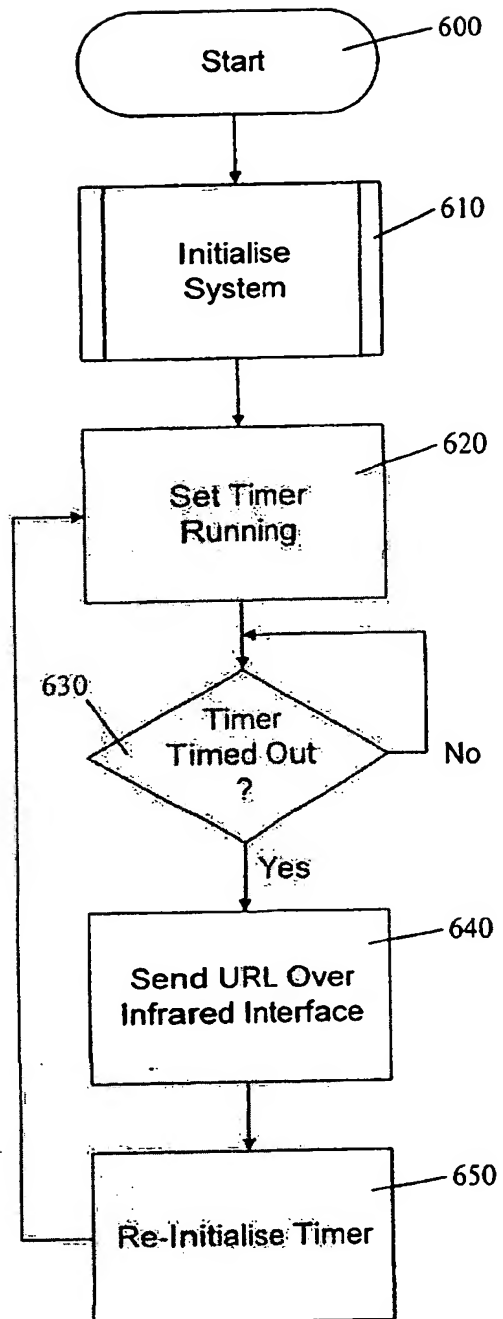 Start
600
Initialise
System
610
Set Timer
Running
620
630
Timer
Timed Out
?
No
Yes
Send URL Over
Infrared Interface
640
Re-Initialise Timer
650